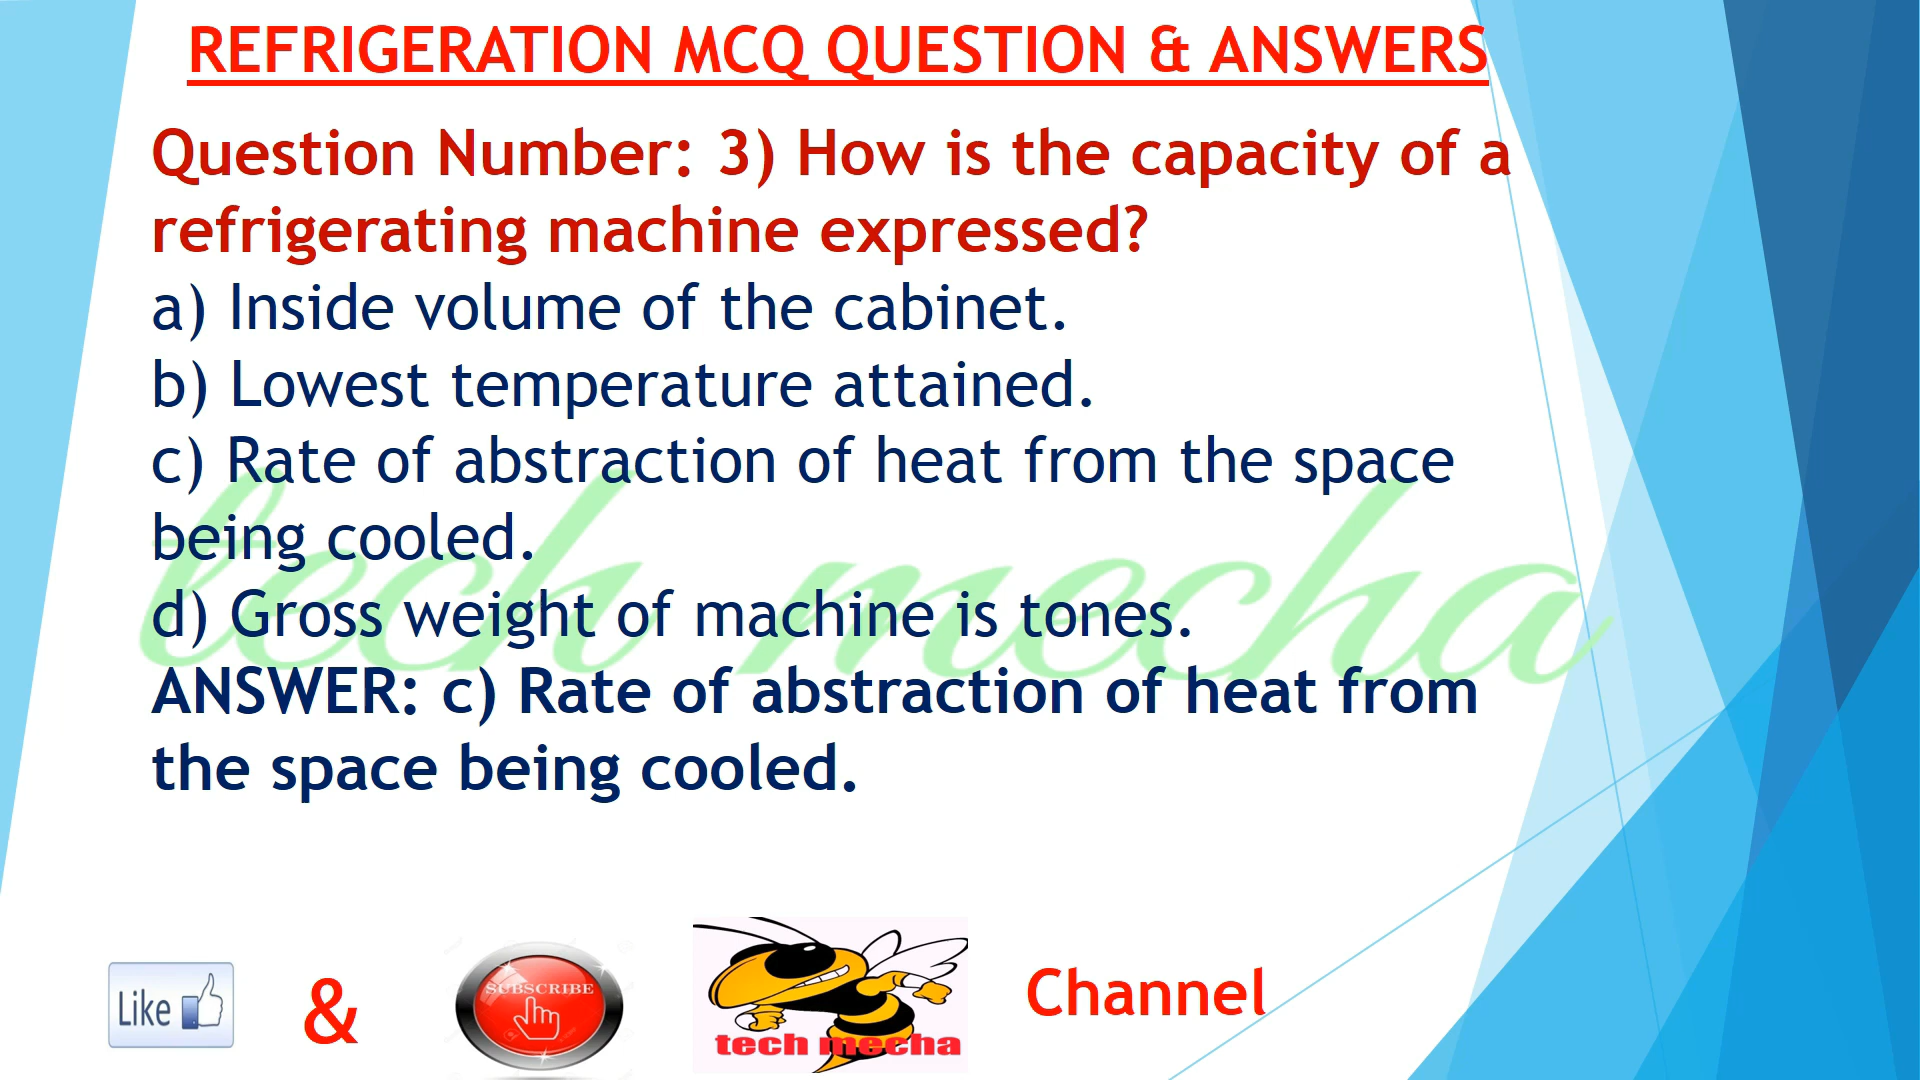 REFRIGERATION MCQ QUESTION & ANSWERS
Question Number: 3) How is the capacity of a
refrigerating machine expressed?
a) Inside volume of the cabinet.
b) Lowest temperature attained.
c) Rate of abstraction of heat from the space
being cooled.
d) Gross weight of machine is tones.
ANSWER: c) Rate of abstraction of heat from
the space being cooled.
tech mecha
Like
&
SUBSCRIBE
tech mecha
Channel